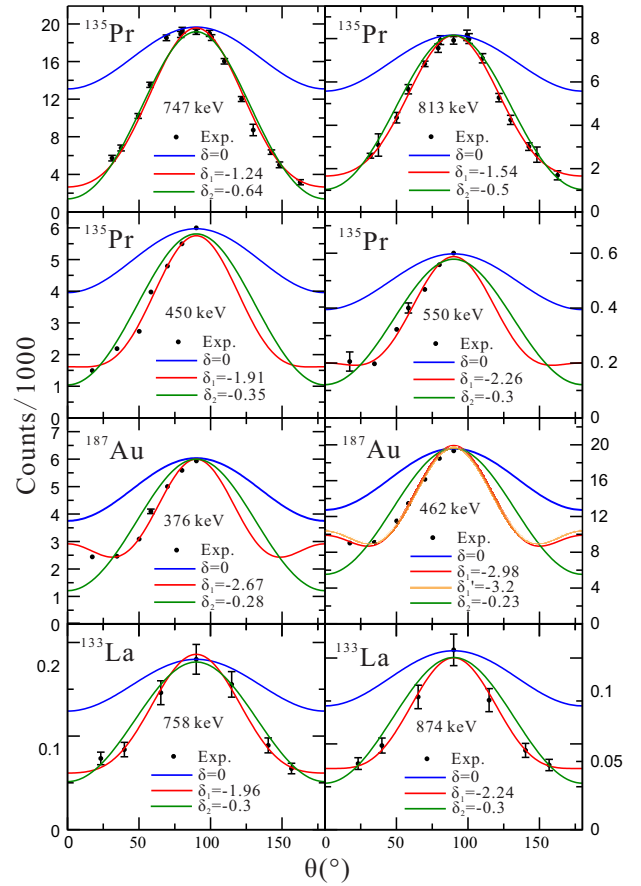 ¹³⁵Pr
20
16
12
8
4
0
747 keV
Exp.
δ=0
δ₁=-1.24
δ₂=-0.64
¹³⁵Pr
8
6
4
2
0
813 keV
Exp.
δ=0
δ₁=-1.54
δ₂=-0.5
¹³⁵Pr
6
5
4
3
2
1
0
450 keV
Exp.
δ=0
δ₁=-1.91
δ₂=-0.35
¹³⁵Pr
0.6
0.4
0.2
0
550 keV
Exp.
δ=0
δ₁=-2.26
δ₂=-0.3
Counts/1000
¹⁸⁷Au
7
6
5
4
3
2
1
0
376 keV
Exp.
δ=0
δ₁=-2.67
δ₂=-0.28
¹⁸⁷Au
20
16
12
8
4
0
462 keV
Exp.
δ=0
δ₁=-2.98
δ₁'=-3.2
δ₂=-0.23
¹³³La
0.2
0.1
0
758 keV
Exp.
δ=0
δ₁=-1.96
δ₂=-0.3
¹³³La
0.1
0.05
0
874 keV
Exp.
δ=0
δ₁=-2.24
δ₂=-0.3
0 50 100 150 0 50 100 150
θ(°)